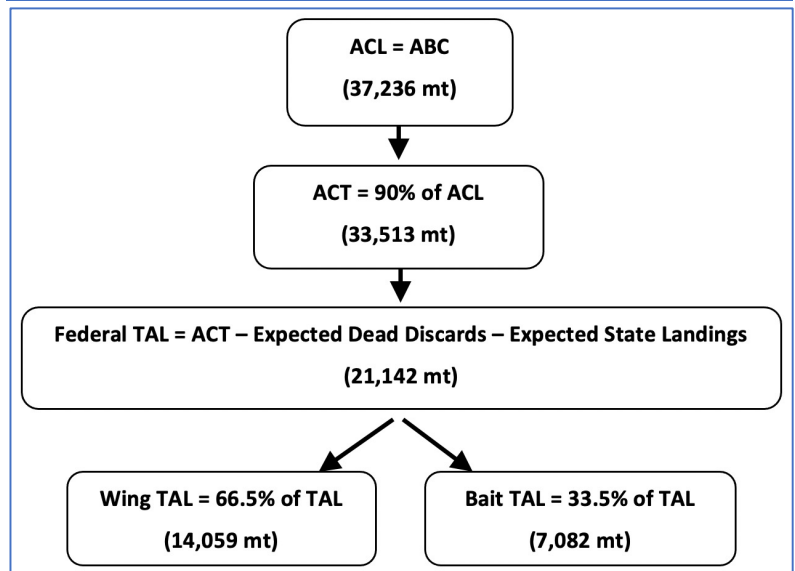 ACL = ABC
(37,236 mt)
ACT = 90% of ACL
(33,513 mt)
Federal TAL = ACT – Expected Dead Discards – Expected State Landings
(21,142 mt)
Wing TAL = 66.5% of TAL
(14,059 mt)
Bait TAL = 33.5% of TAL
(7,082 mt)